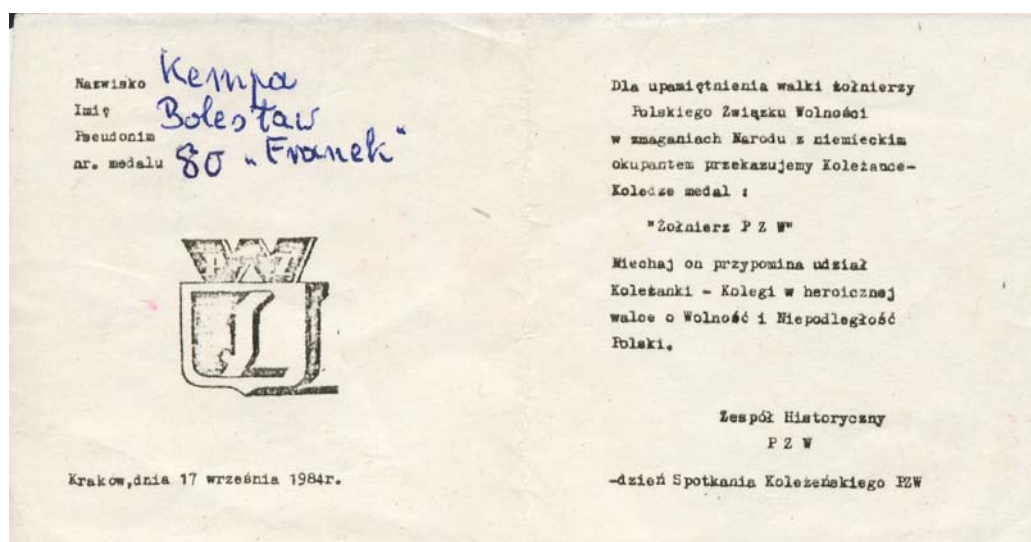 Nazwisko Kempa
Imię Bolesław
Pseudonim
nr. medalu 80 "Franek"
Kraków,dnia 17 września 1984r.
Dla upamiętnienia walki żołnierzy
Polskiego Związku Wolności
w zmaganiach Narodu z niemieckim
okupantem przekazujemy Koleżance-
Koledze medal :
"Żołnierz P Z W"
Niechaj on przypomina udział
Koleżanki - Kolegi w heroicznej
walce o Wolność i Niepodległość
Polski.
Zespół Historyczny
P Z W
-dzień Spotkania Koleżeńskiego PZW